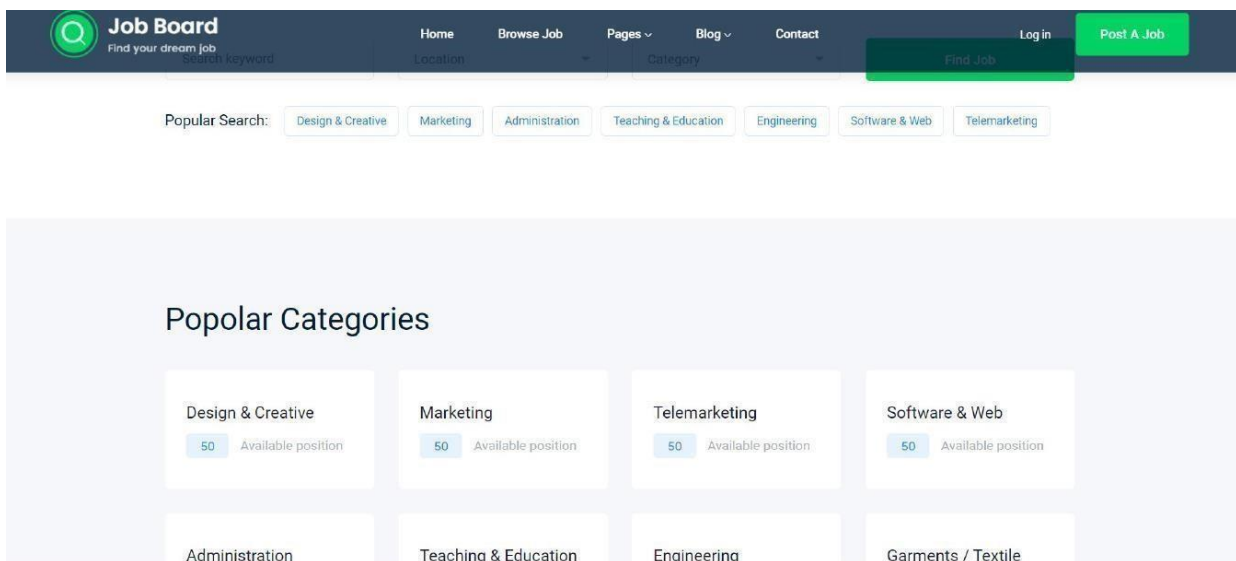 Job Board
Find your dream job
Home Browse Job Pages Blog Contact Log in Post A Job
Search keyword Location Category Find Job
Popular Search: Design & Creative Marketing Administration Teaching & Education Engineering Software & Web Telemarketing
Popolar Categories
Design & Creative Marketing Telemarketing Software & Web
50 Available position 50 Available position 50 Available position 50 Available position
Administration Teaching & Education Engineering Garments / Textile